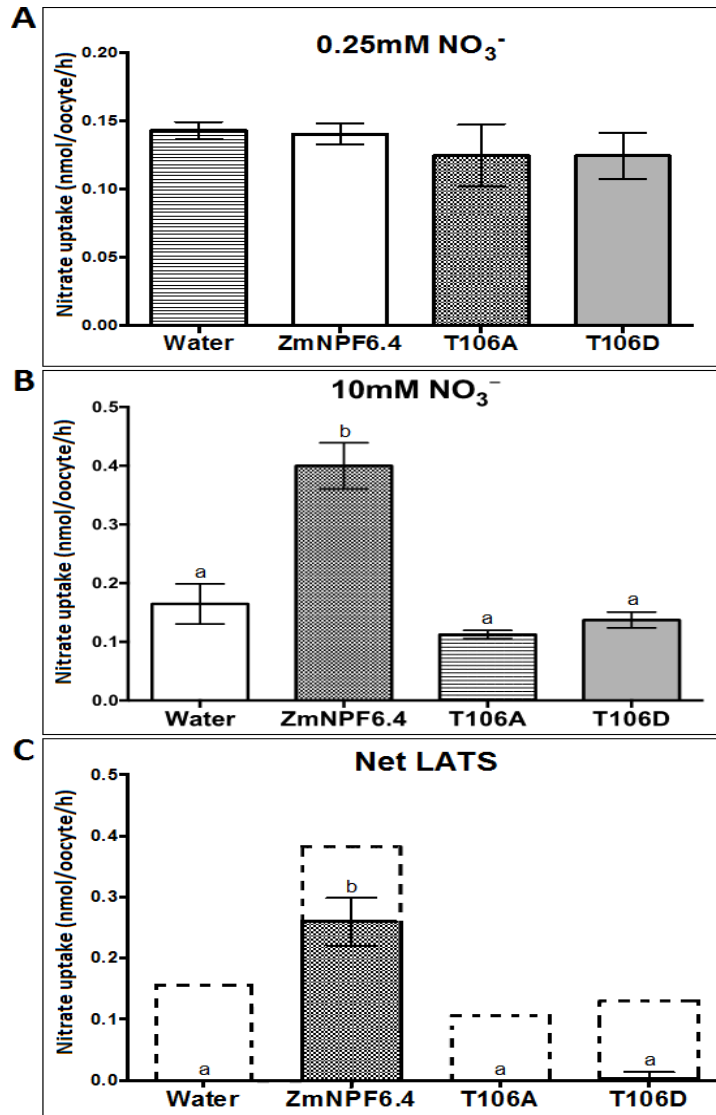 A
0.25mM NO₃⁻
Nitrate uptake (nmol/oocyte/h)
0.20
0.15
0.10
0.05
0.00
Water ZmNPF6.4 T106A T106D
B
10mM NO₃⁻
Nitrate uptake (nmol/oocyte/h)
0.5
0.4
0.2
0.1
0.0
a b a a
Water ZmNPF6.4 T106A T106D
C
Net LATS
Nitrate uptake (nmol/oocyte/h)
0.5
0.4
0.3
0.2
0.1
0.0
a b a a
Water ZmNPF6.4 T106A T106D